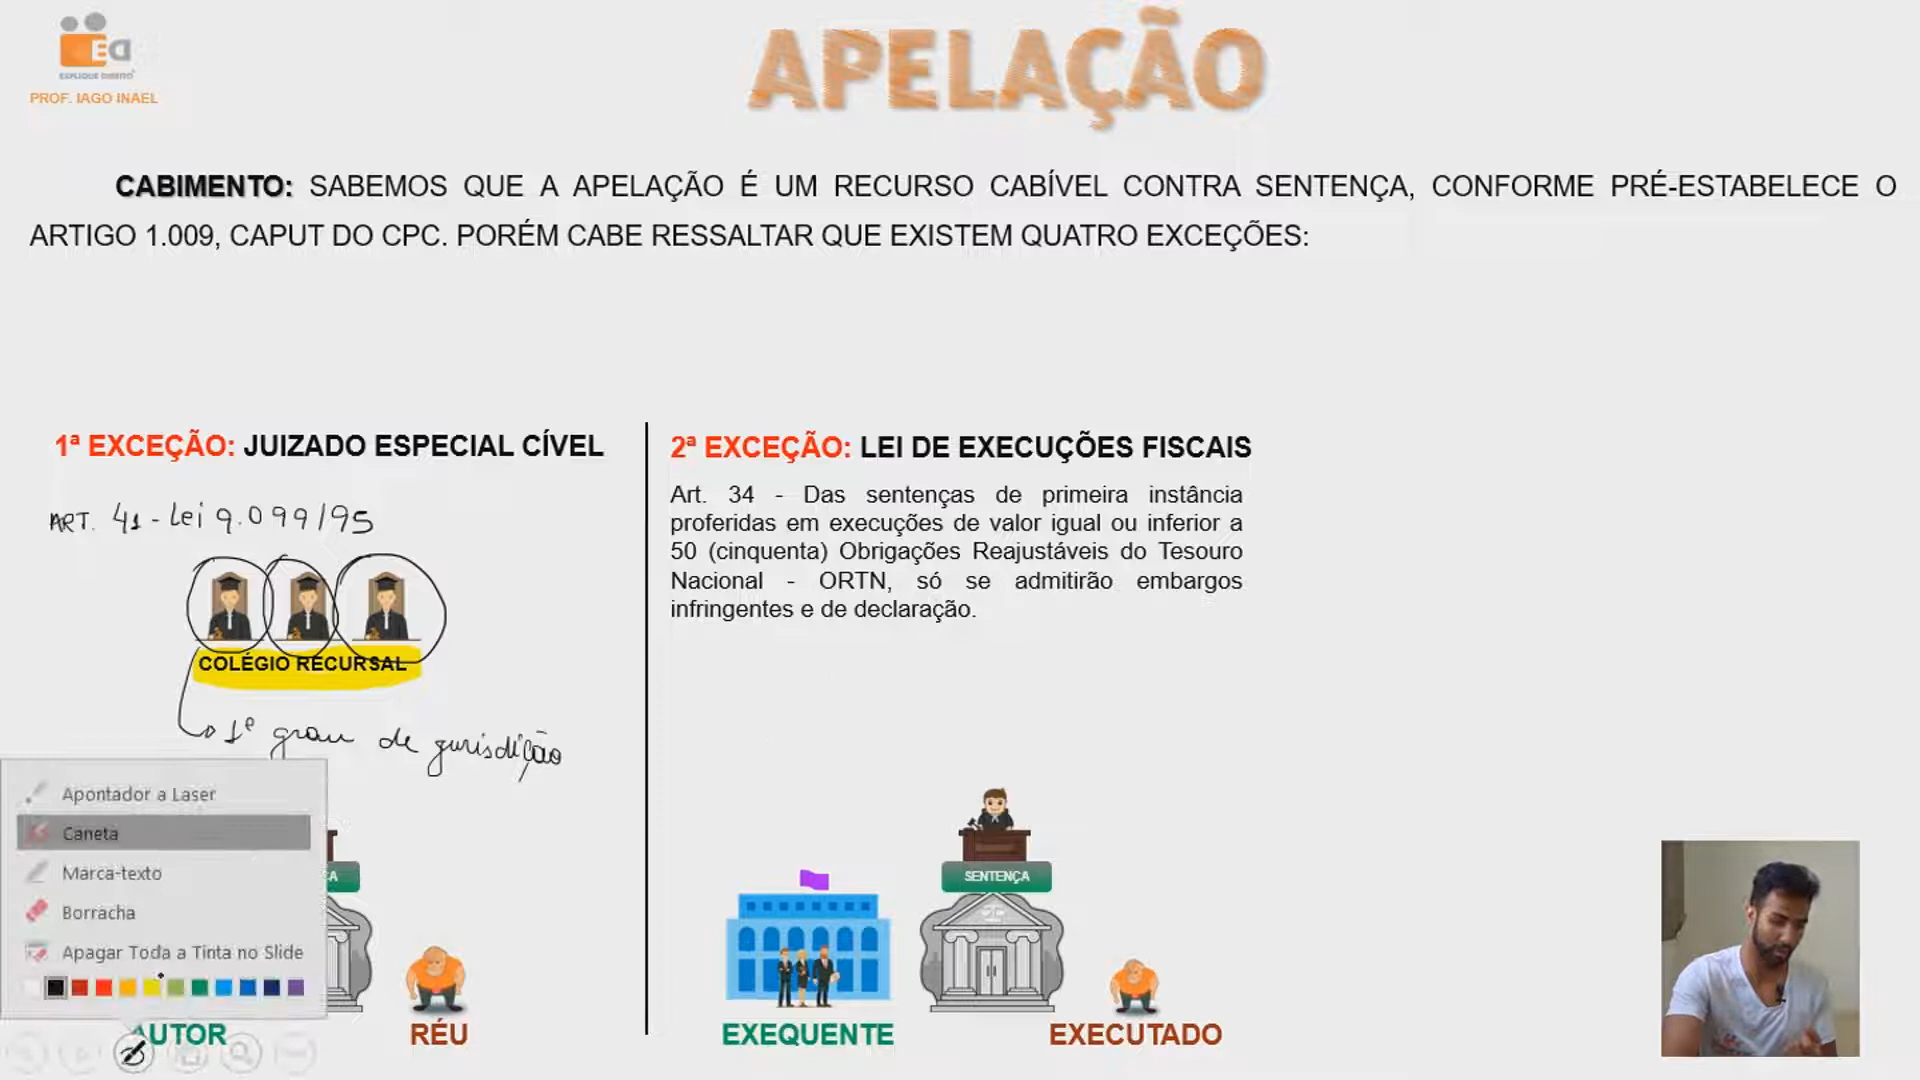 ED
EXPLIQUE DIREITO
PROF. IAGO INAEL
APELAÇÃO
CABIMENTO: SABEMOS QUE A APELAÇÃO É UM RECURSO CABÍVEL CONTRA SENTENÇA, CONFORME PRÉ-ESTABELECE O
ARTIGO 1.009, CAPUT DO CPC. PORÉM CABE RESSALTAR QUE EXISTEM QUATRO EXCEÇÕES:
1ª EXCEÇÃO: JUIZADO ESPECIAL CÍVEL
ART. 41 - Lei 9.099/95
COLÉGIO RECURSAL
1º grau de jurisdição
Apontador a Laser
Caneta
Marca-texto
Borracha
Apagar Toda a Tinta no Slide
ÇA
AUTOR
RÉU
2ª EXCEÇÃO: LEI DE EXECUÇÕES FISCAIS
Art. 34 - Das sentenças de primeira instância
proferidas em execuções de valor igual ou inferior a
50 (cinquenta) Obrigações Reajustáveis do Tesouro
Nacional - ORTN, só se admitirão embargos
infringentes e de declaração.
SENTENÇA
EXEQUENTE
EXECUTADO